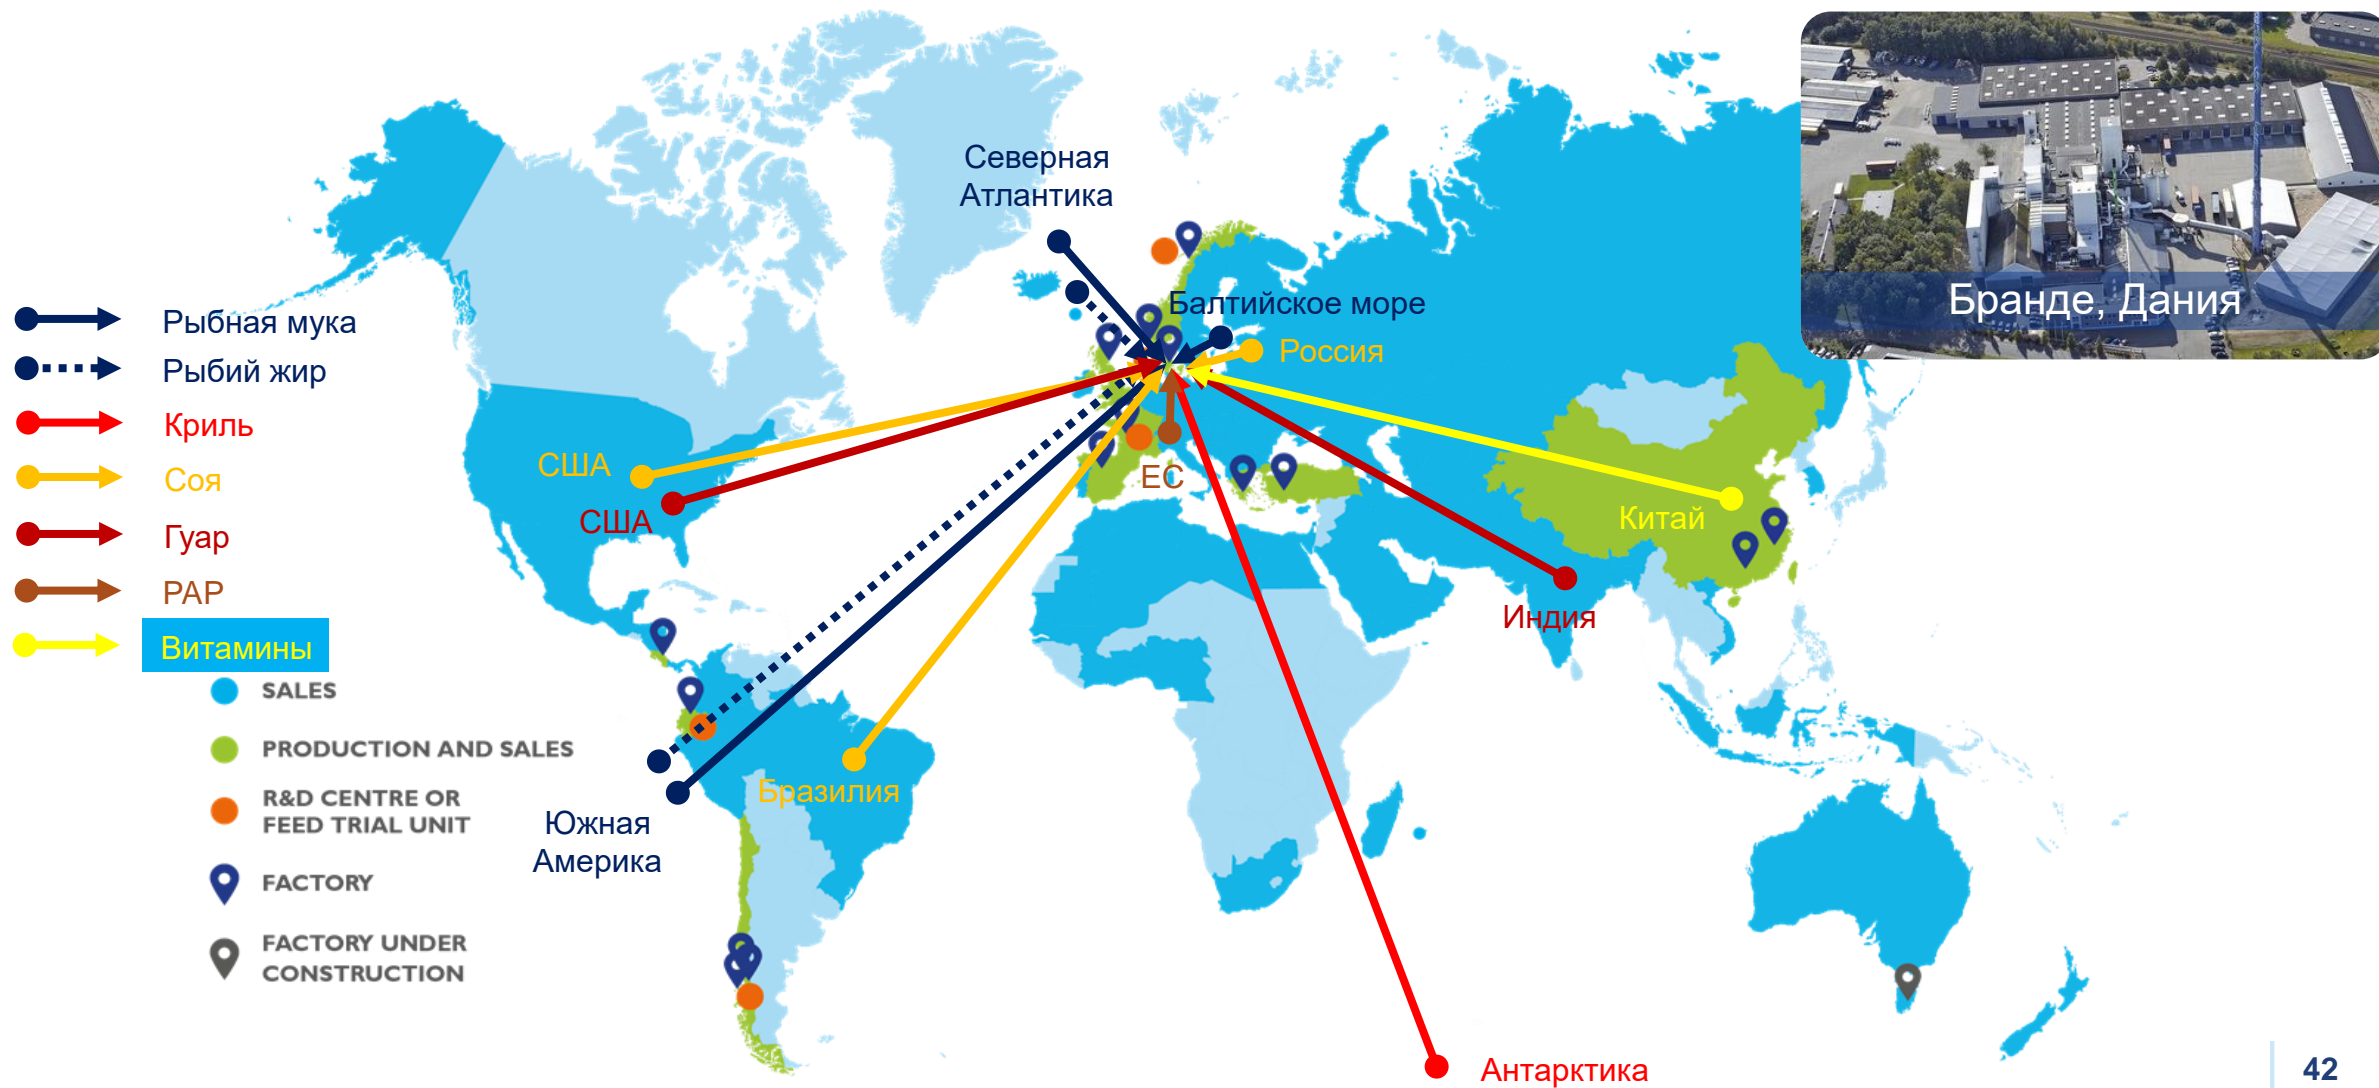 Северная
Атлантика
Балтийское море
Россия
Бранде, Дания
Рыбная мука
Рыбий жир
Криль
Соя
Гуар
PAP
Витамины
США
США
ЕС
Китай
Индия
SALES
PRODUCTION AND SALES
R&D CENTRE OR
FEED TRIAL UNIT
FACTORY
FACTORY UNDER
CONSTRUCTION
Бразилия
Южная
Америка
Антарктика
42